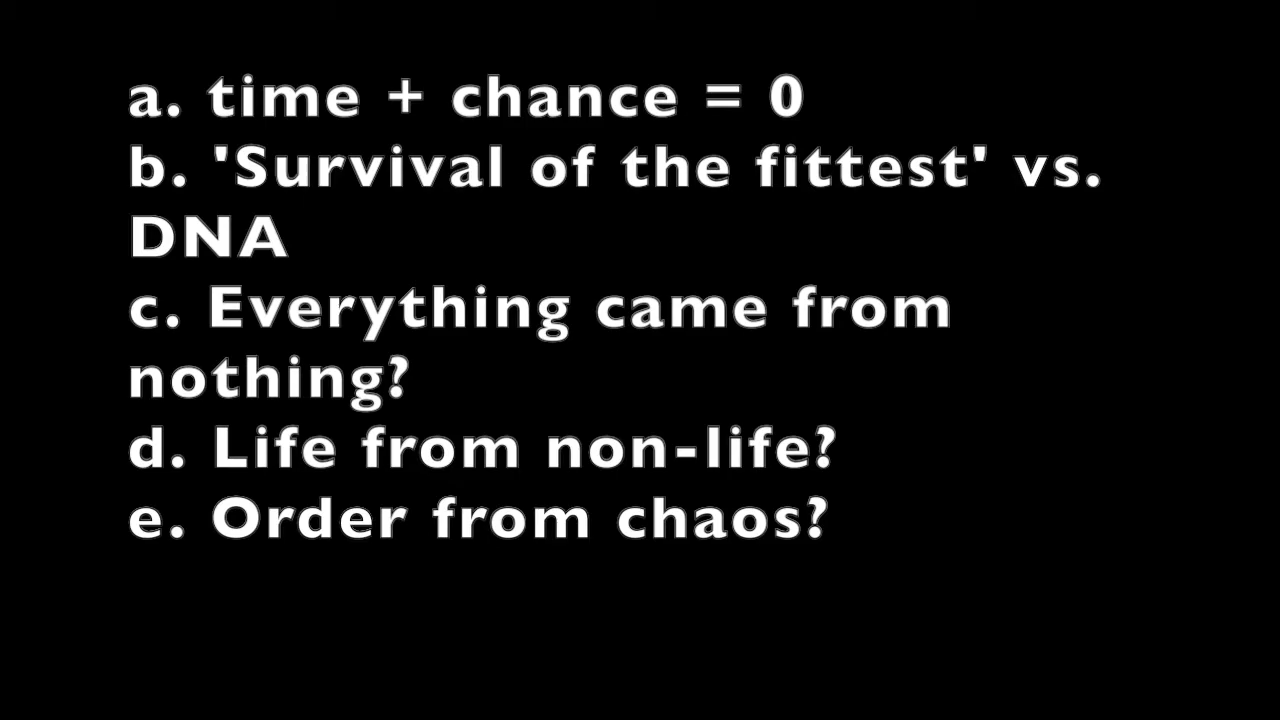 a. time + chance = 0
b. 'Survival of the fittest' vs.
DNA
c. Everything came from
nothing?
d. Life from non-life?
e. Order from chaos?